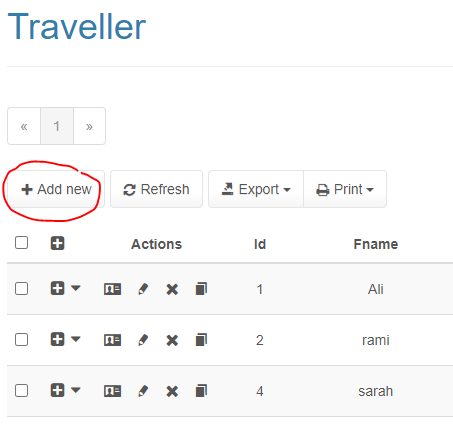 Traveller
« 1 »
Add new Refresh Export Print
Actions Id Fname
1 Ali
2 rami
4 sarah